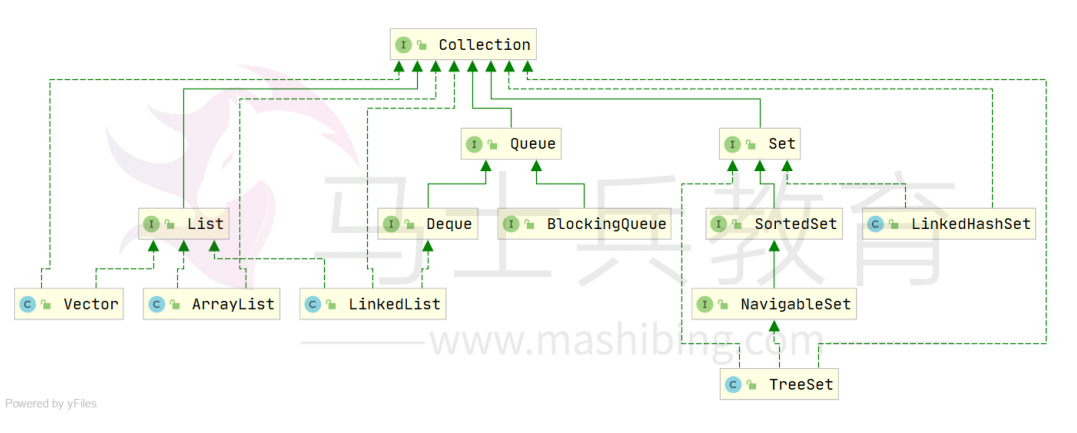 I Collection
I Queue
I Set
I List
I Deque
I BlockingQueue
I SortedSet
C LinkedHashSet
C Vector
C ArrayList
C LinkedList
I NavigableSet
C TreeSet
马士兵教育
www.mashibing.com
Powered by yFiles